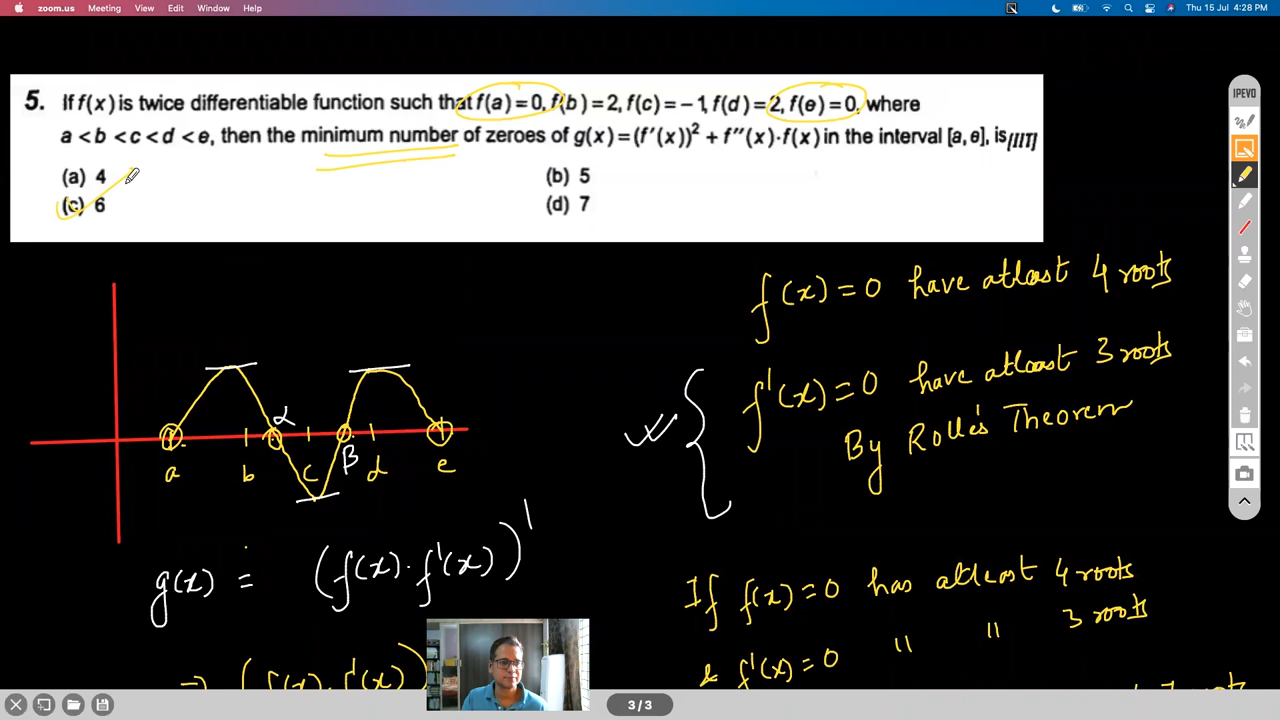 zoom.us Meeting View Edit Window Help
Thu 15 Jul 4:28 PM
5. If f(x) is twice differentiable function such that f(a) = 0, f(b) = 2, f(c) = −1, f(d) = 2, f(e) = 0, where
a < b < c < d < e, then the minimum number of zeroes of g(x) = (f′(x))² + f′′(x)·f(x) in the interval [a, e], is [IIT]
(a) 4
(b) 5
(c) 6
(d) 7
IPEVO
f(x) = 0 have atleast 4 roots
f'(x) = 0 have atleast 3 roots
By Rolle's Theorem
α
β
a b c d e
g(x) = (f(x)·f'(x))'
If f(x) = 0 has atleast 4 roots
& f'(x) = 0 " " 3 roots
⇒ (f(x)·f'(x))
3/3